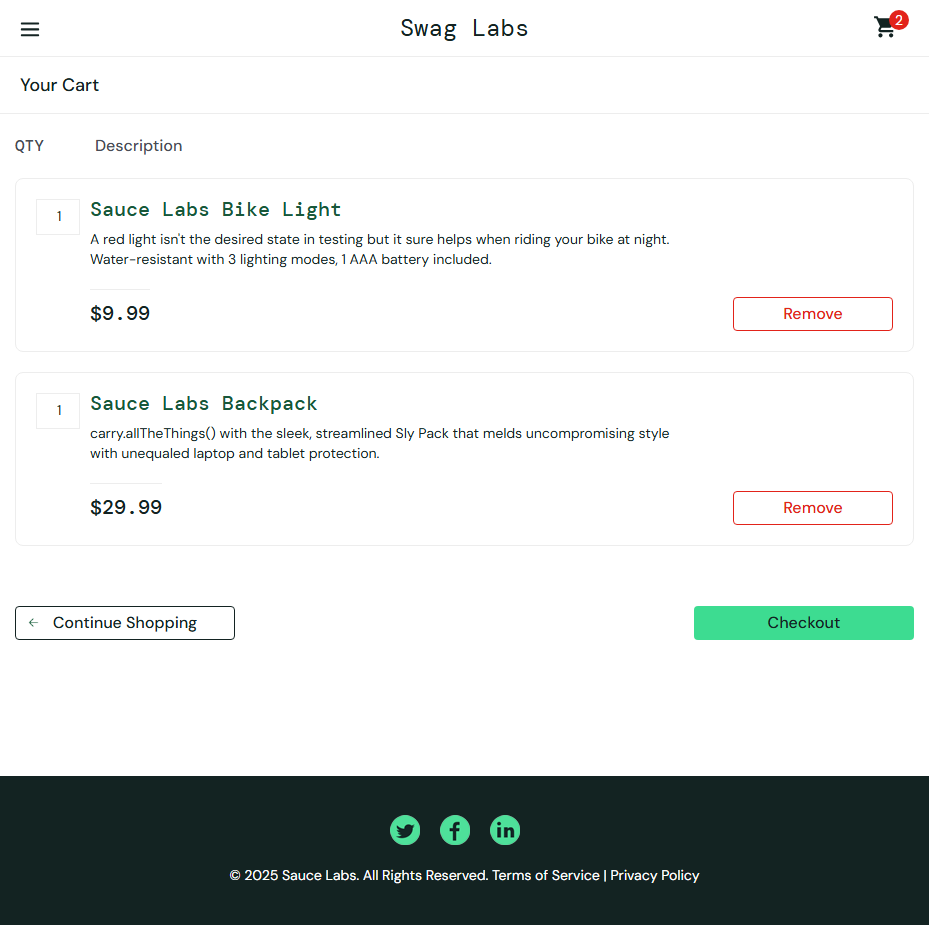 Swag Labs
2
Your Cart
QTY Description
1
Sauce Labs Bike Light
A red light isn't the desired state in testing but it sure helps when riding your bike at night.
Water-resistant with 3 lighting modes, 1 AAA battery included.
$9.99
Remove
1
Sauce Labs Backpack
carry.allTheThings() with the sleek, streamlined Sly Pack that melds uncompromising style
with unequaled laptop and tablet protection.
$29.99
Remove
Continue Shopping
Checkout
© 2025 Sauce Labs. All Rights Reserved. Terms of Service | Privacy Policy